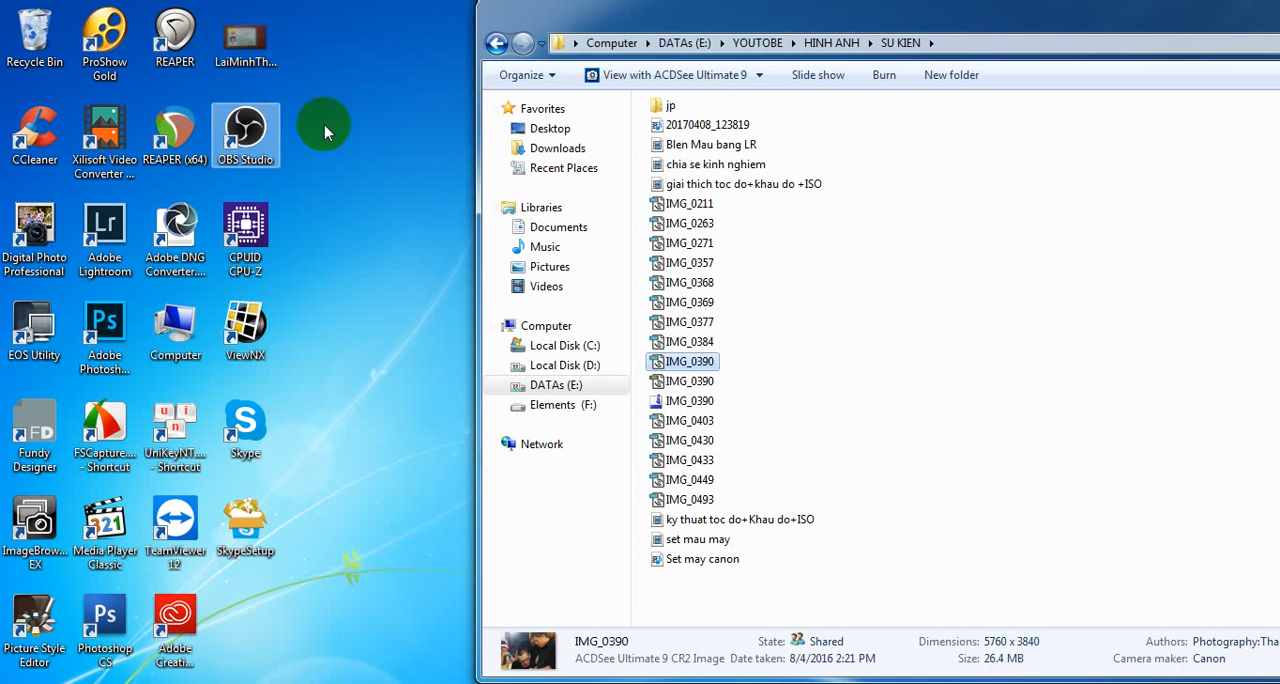 Recycle Bin
ProShow
Gold
REAPER
LaiMinhTh...
CCleaner
Xilisoft Video
Converter ...
REAPER (x64)
OBS Studio
Digital Photo
Professional
Lr
Adobe
Lightroom
Adobe DNG
Converter....
CPUID
CPU-Z
EOS Utility
Ps
Adobe
Photosh...
Computer
ViewNX
FD
Fundy
Designer
FSCapture....
- Shortcut
u i
n
UniKeyNT....
- Shortcut
Skype
ImageBrow...
EX
321
Media Player
Classic
TeamViewer
12
SkypeSetup
Picture Style
Editor
Ps
Photoshop
CS
Adobe
Creati...
Computer
DATAs (E:)
YOUTOBE
HINH ANH
SU KIEN
Organize
View with ACDSee Ultimate 9
Slide show
Burn
New folder
Favorites
Desktop
Downloads
Recent Places
Libraries
Documents
Music
Pictures
Videos
Computer
Local Disk (C:)
Local Disk (D:)
DATAs (E:)
Elements (F:)
Network
jp
20170408_123819
Blen Mau bang LR
chia se kinh nghiem
giai thich toc do+khau do +ISO
IMG_0211
IMG_0263
IMG_0271
IMG_0357
IMG_0368
IMG_0369
IMG_0377
IMG_0384
IMG_0390
IMG_0390
IMG_0390
IMG_0403
IMG_0430
IMG_0433
IMG_0449
IMG_0493
ky thuat toc do+Khau do+ISO
set mau may
Set may canon
IMG_0390
State: Shared
Dimensions: 5760 x 3840
Authors: Photography:Tha
ACDSee Ultimate 9 CR2 Image
Date taken: 8/4/2016 2:21 PM
Size: 26.4 MB
Camera maker: Canon